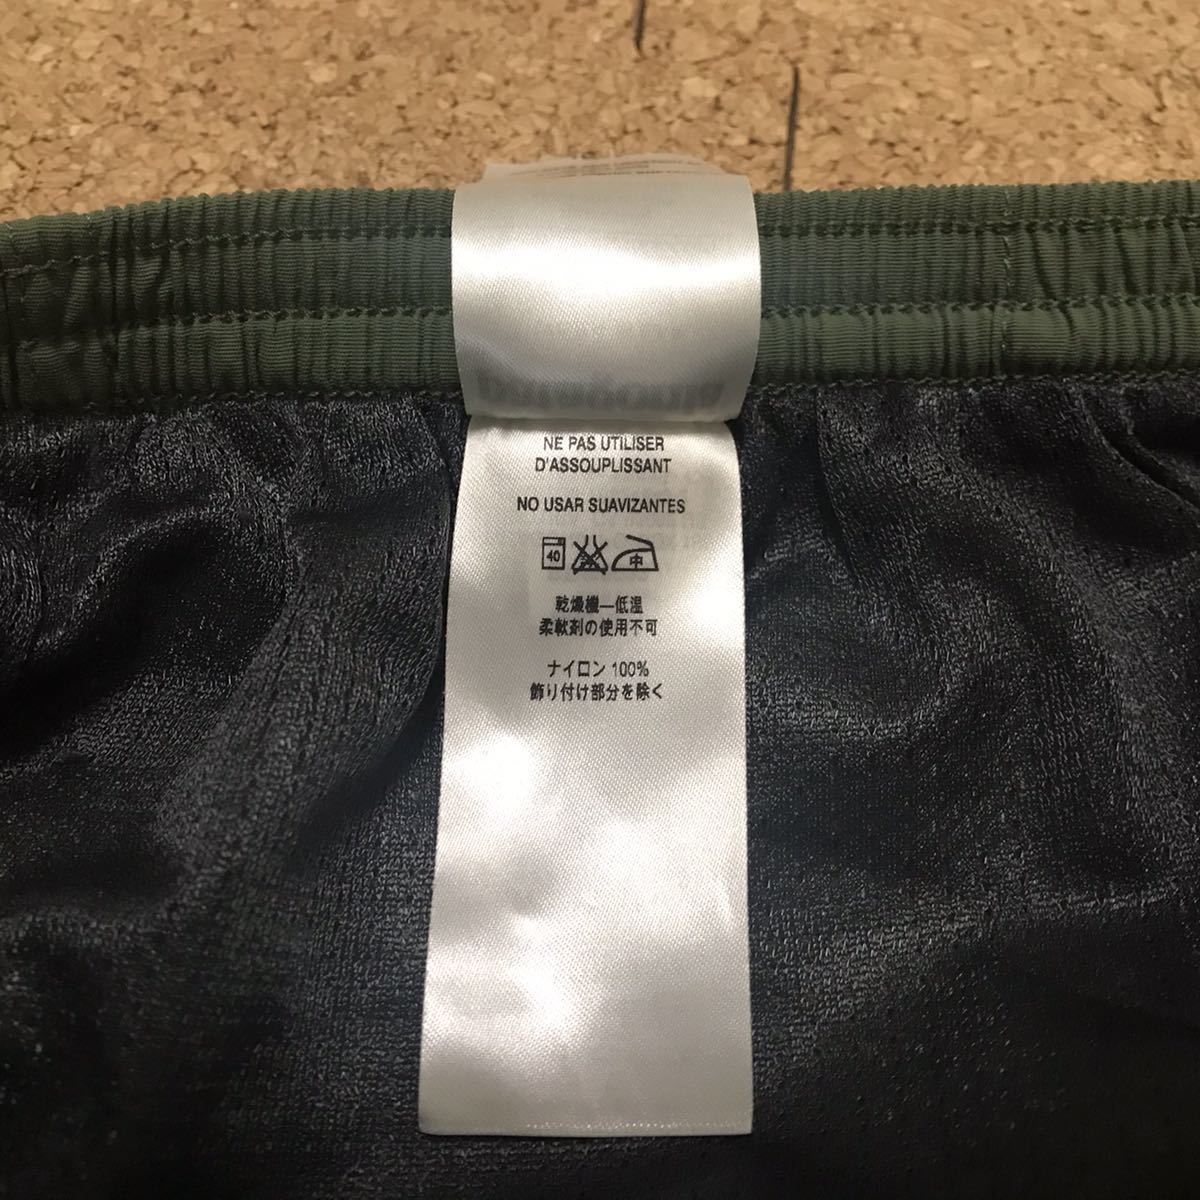 NE PAS UTILISER
D'ASSOUPLISSANT
NO USAR SUAVIZANTES
40 中
乾燥機—低温
柔軟剤の使用不可
ナイロン 100%
飾り付け部分を除く